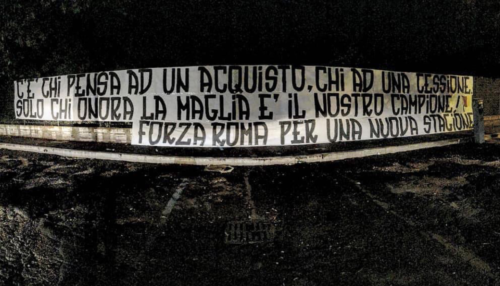 C'E' CHI PENSA AD UN ACQUISTO, CHI AD UNA CESSIONE,
SOLO CHI ONORA LA MAGLIA E' IL NOSTRO CAMPIONE./
FORZA ROMA PER UNA NUOVA STAGIONE